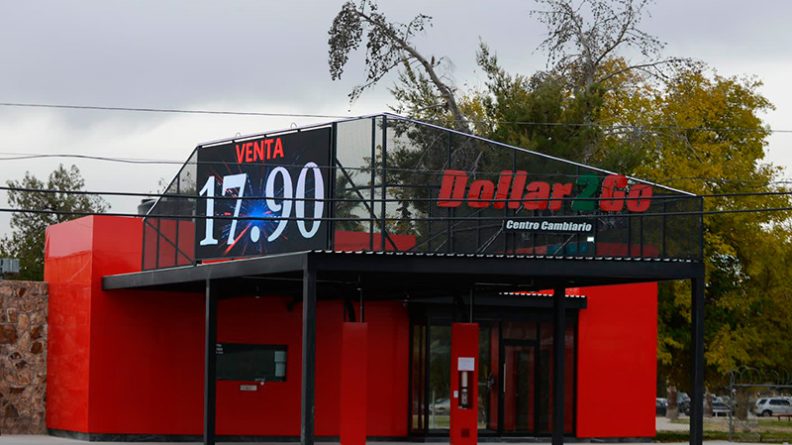 VENTA
17.90
Dollar2Go
Centro Cambiario